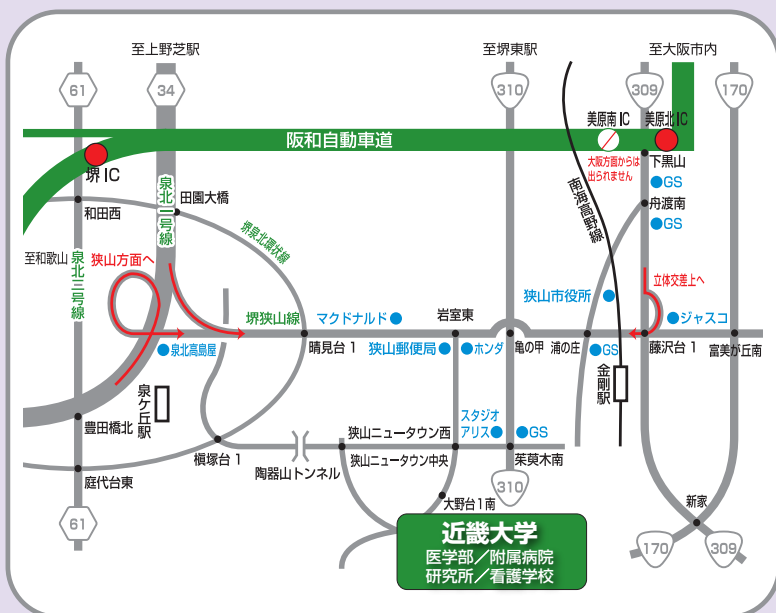 至上野芝駅
至堺東駅
至大阪市内
61
34
310
309
170
美原南IC
美原北IC
阪和自動車道
大阪方面からは
出られません
下黒山
GS
堺IC
泉北一号線
田園大橋
南海高野線
舟渡南
GS
和田西
堺泉北環状線
至和歌山
泉北三号線
狭山方面へ
立体交差上へ
狭山市役所
堺狭山線
マクドナルド
岩室東
ジャスコ
泉北高島屋
晴見台1
狭山郵便局
ホンダ
亀の甲
浦の庄
GS
藤沢台1
富美が丘南
金剛駅
泉ケ丘駅
豊田橋北
スタジオ
アリス
GS
狭山ニュータウン西
槇塚台1
陶器山トンネル
狭山ニュータウン中央
茱萸木南
庭代台東
310
大野台1南
新家
61
近畿大学
医学部/附属病院
研究所/看護学校
170
309